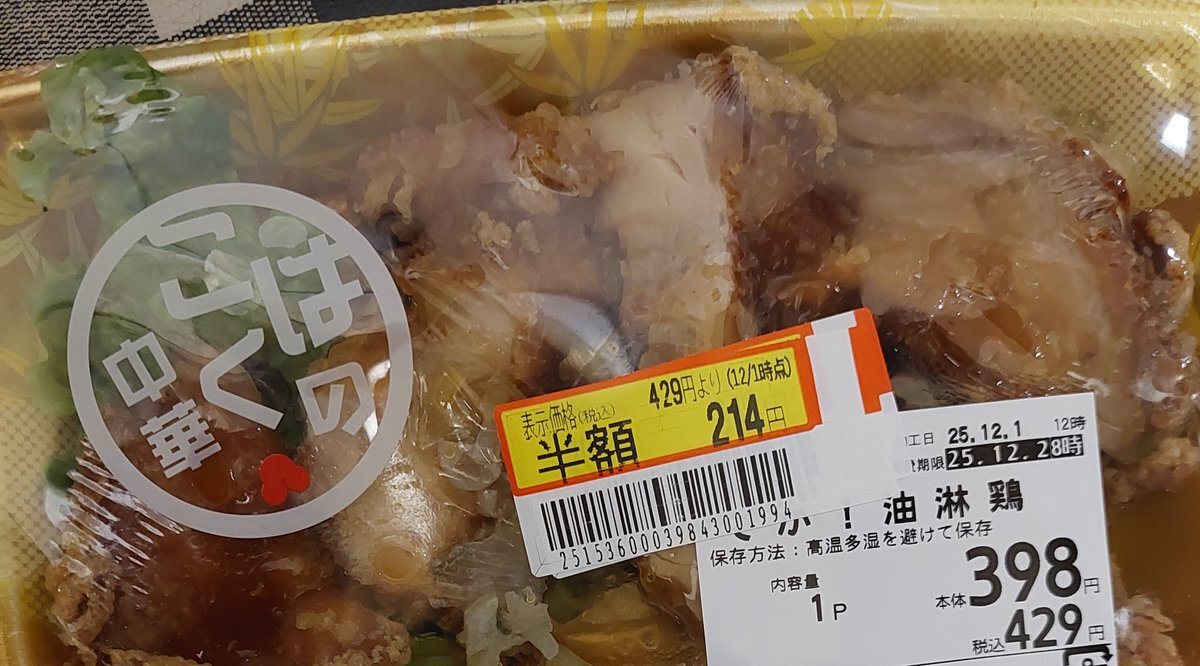 はの
こくの
中華
表示価格(税込) 429円より (12/1時点)
半額 214円
25153600039843001994
工日 25.12.1 12時
期限 25.12.2 8時
！油淋鶏
保存方法：高温多湿を避けて保存
内容量
1P
本体 398円
税込 429円